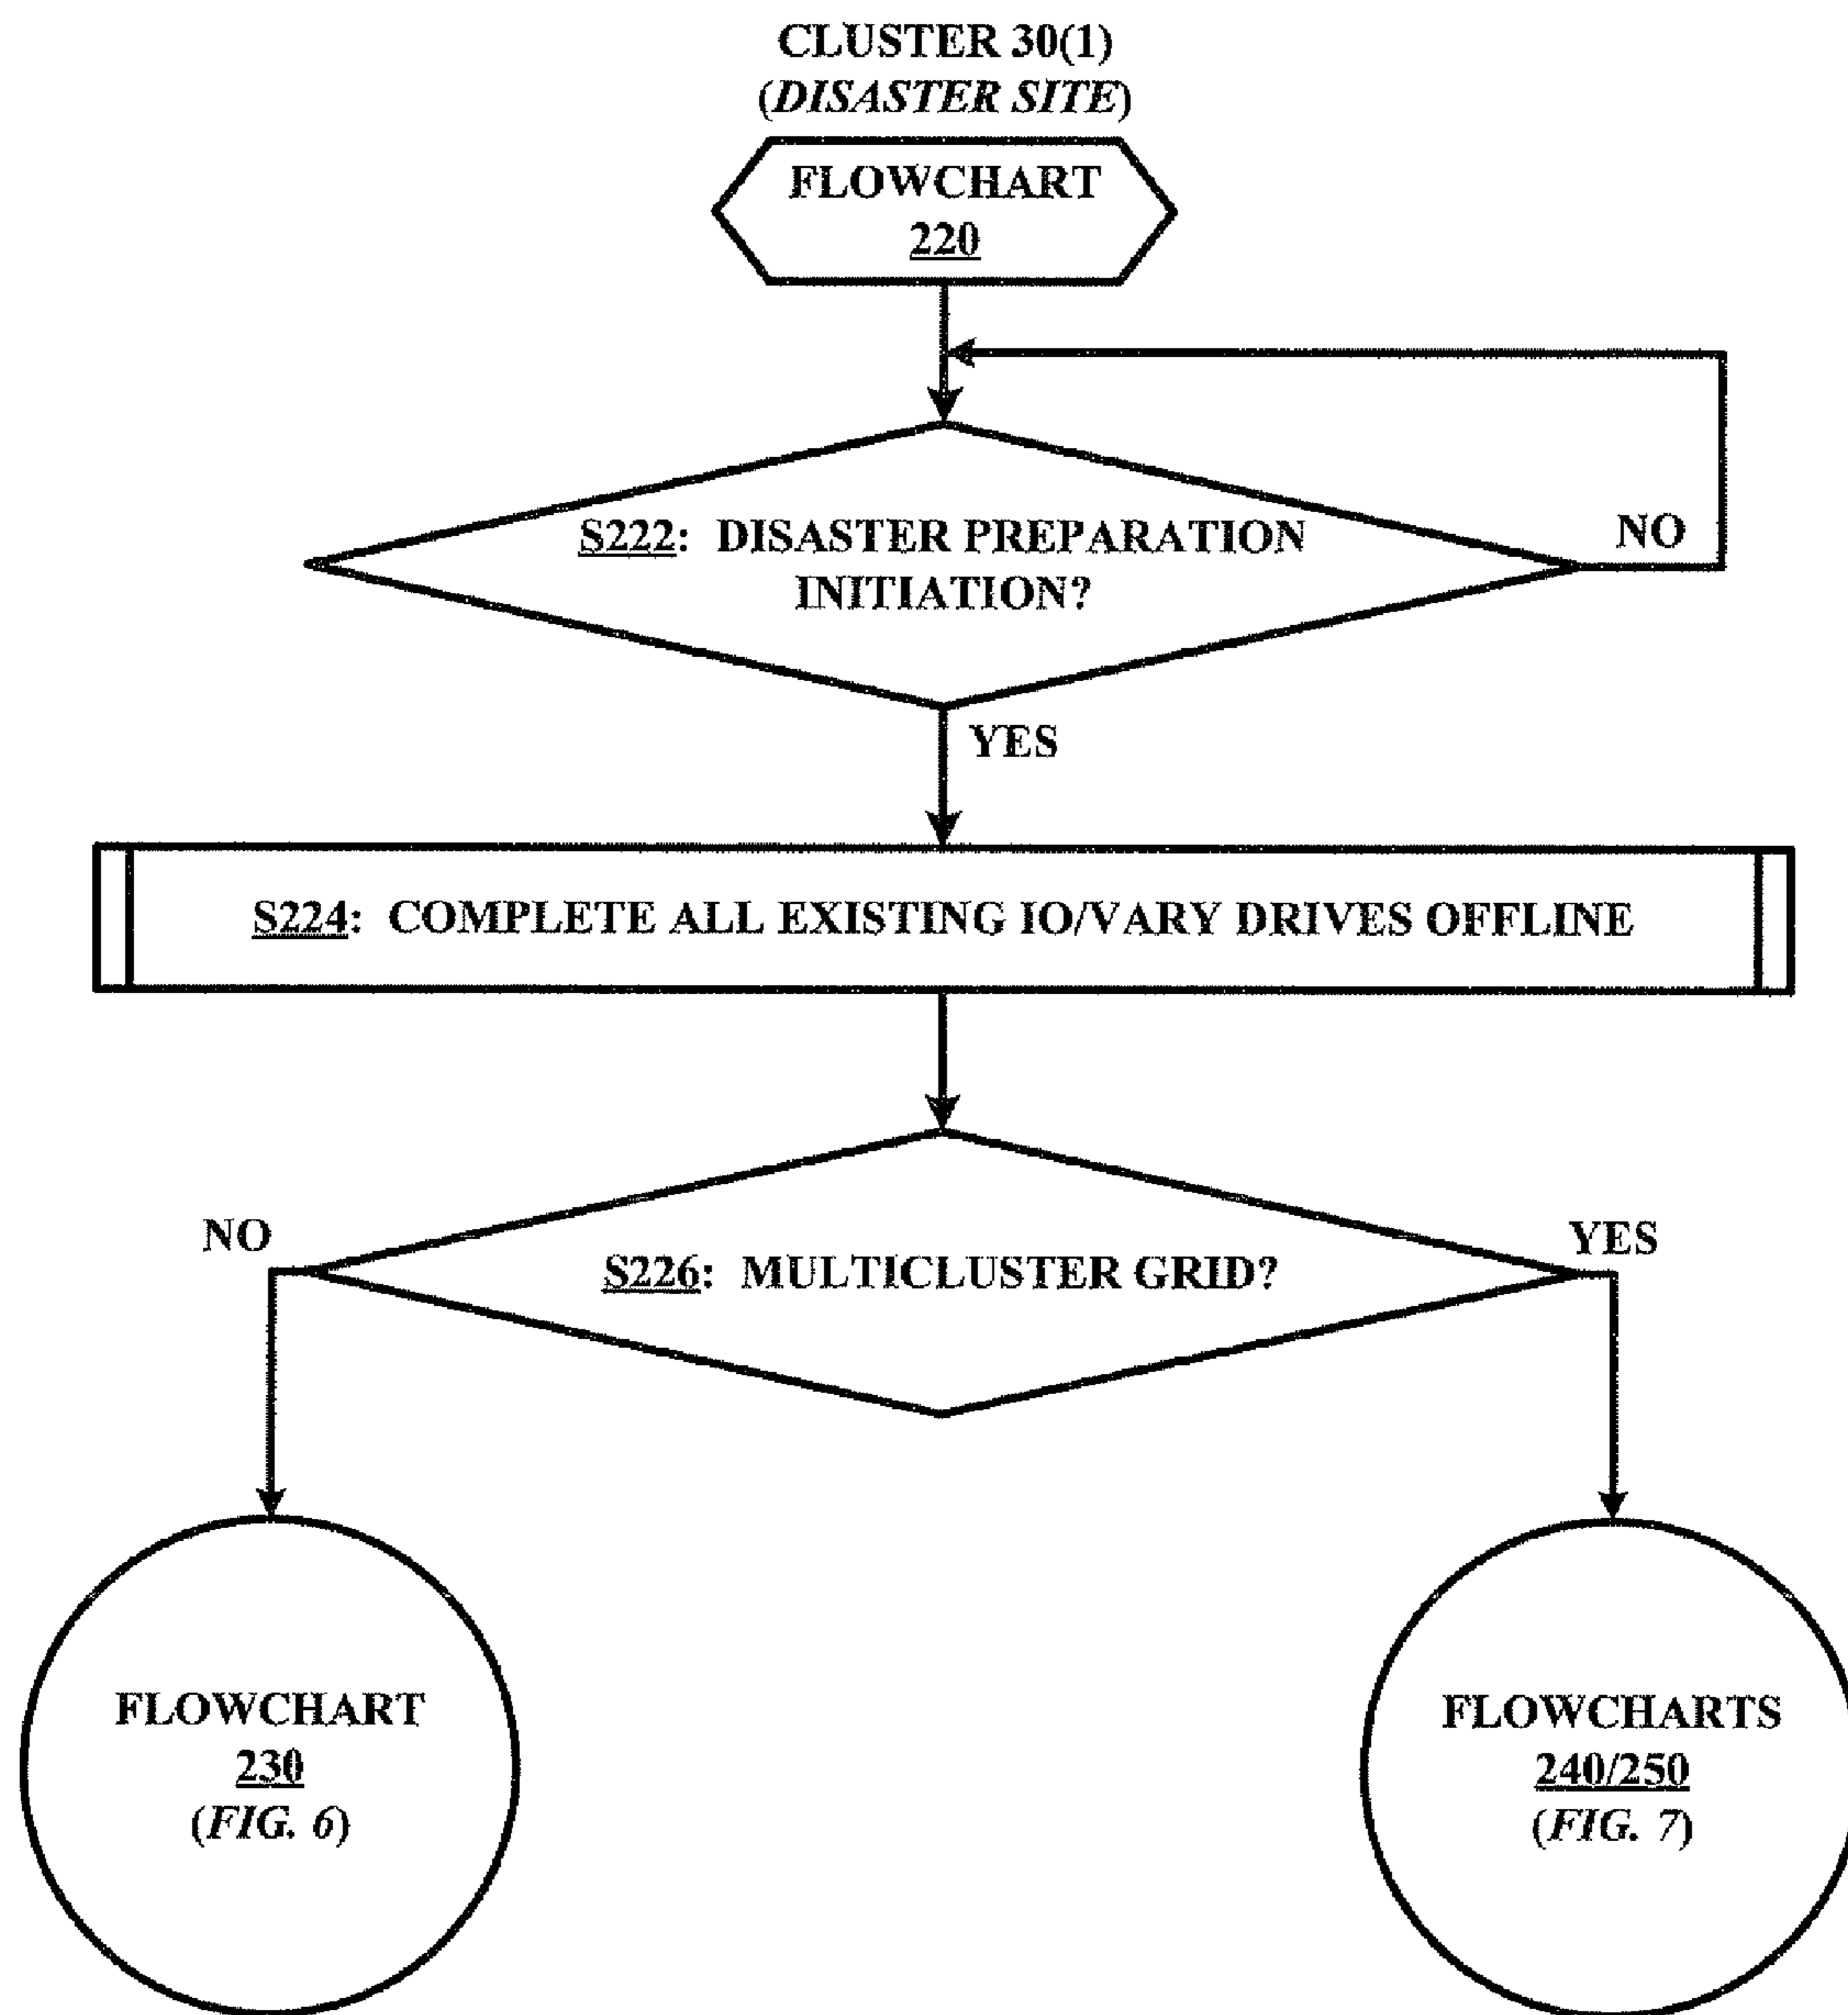 CLUSTER 30(1)
(DISASTER SITE)
FLOWCHART
220
S222: DISASTER PREPARATION
INITIATION?
NO
YES
S224: COMPLETE ALL EXISTING IO/VARY DRIVES OFFLINE
NO
YES
S226: MULTICLUSTER GRID?
FLOWCHART
230
(FIG. 6)
FLOWCHARTS
240/250
(FIG. 7)